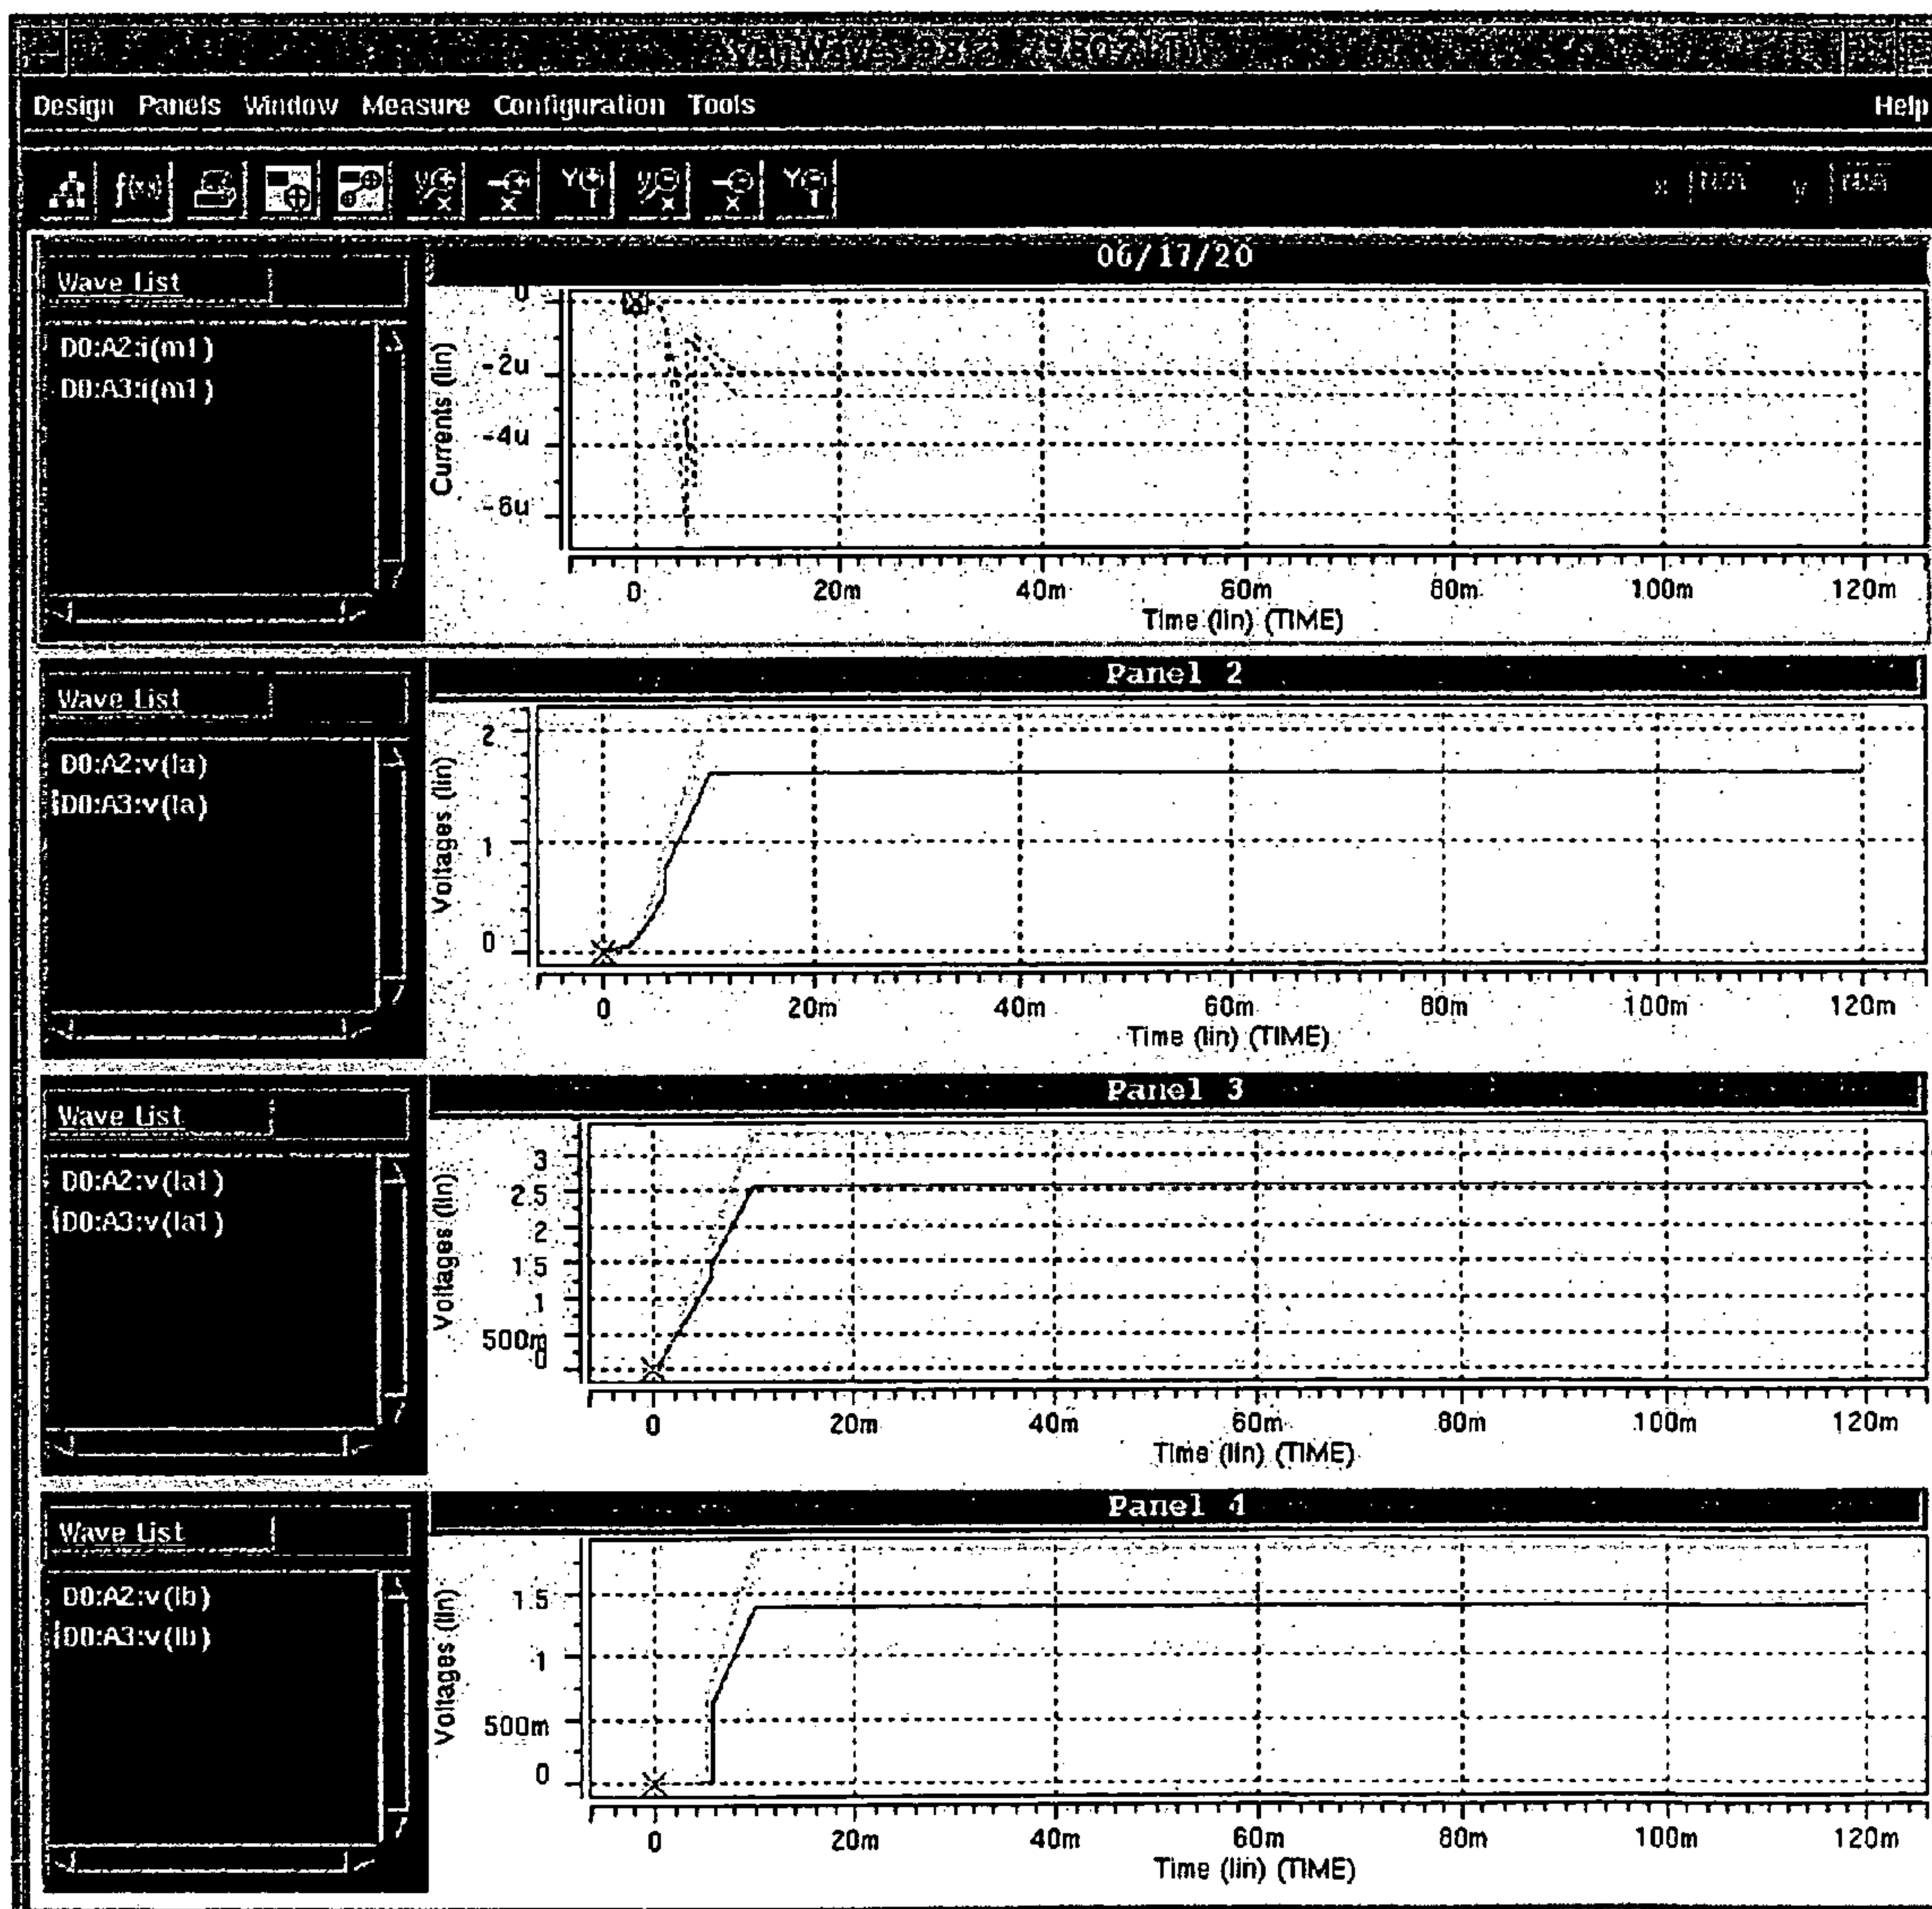 Design Panels Window Measure Configuration Tools Help
f(x)
x y
06/17/20
Wave List
D0:A2:i(m1)
D0:A3:i(m1)
Currents (lin)
0
-2u
-4u
-6u
0 20m 40m 60m 80m 100m 120m
Time (lin) (TIME)
Panel 2
Wave List
D0:A2:v(la)
D0:A3:v(la)
Voltages (lin)
2
1
0
0 20m 40m 60m 80m 100m 120m
Time (lin) (TIME)
Panel 3
Wave List
D0:A2:v(la1)
D0:A3:v(la1)
Voltages (lin)
3
2.5
2
1.5
1
500m
0
0 20m 40m 60m 80m 100m 120m
Time (lin) (TIME)
Panel 4
Wave List
D0:A2:v(lb)
D0:A3:v(lb)
Voltages (lin)
1.5
1
500m
0
0 20m 40m 60m 80m 100m 120m
Time (lin) (TIME)